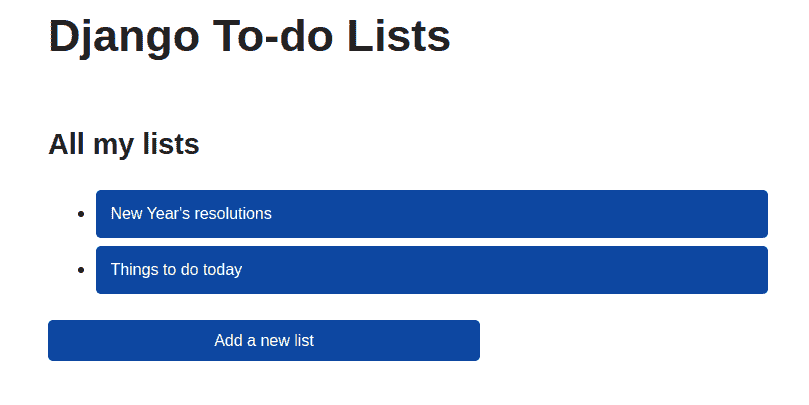 Django To-do Lists
All my lists
New Year's resolutions
Things to do today
Add a new list